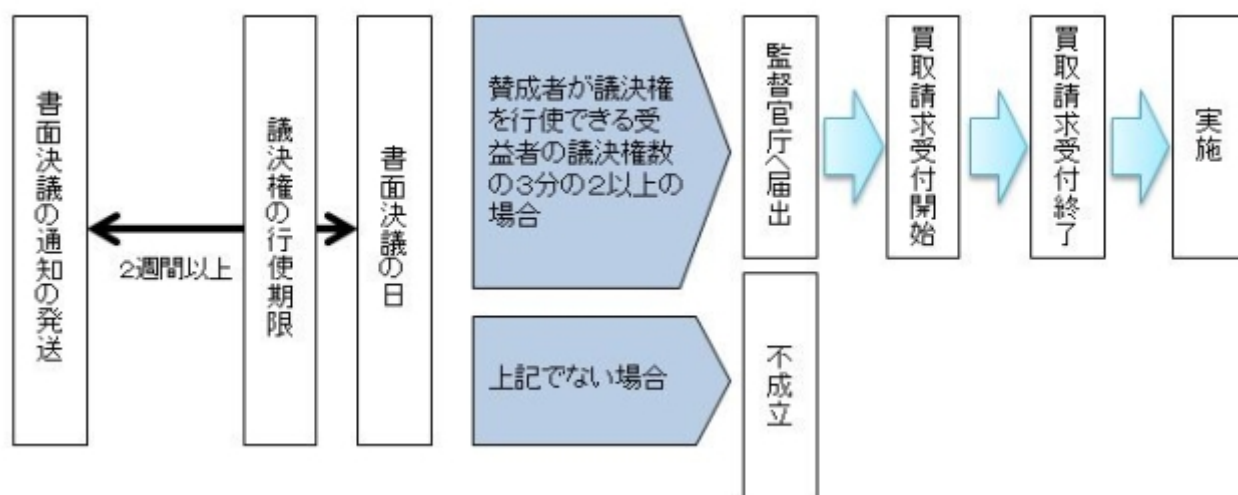 書面決議の通知の発送
2週間以上
議決権の行使期限
書面決議の日
賛成者が議決権
を行使できる受
益者の議決権数
の3分の2以上の
場合
監督官庁へ届出
買取請求受付開始
買取請求受付終了
実施
上記でない場合
不成立